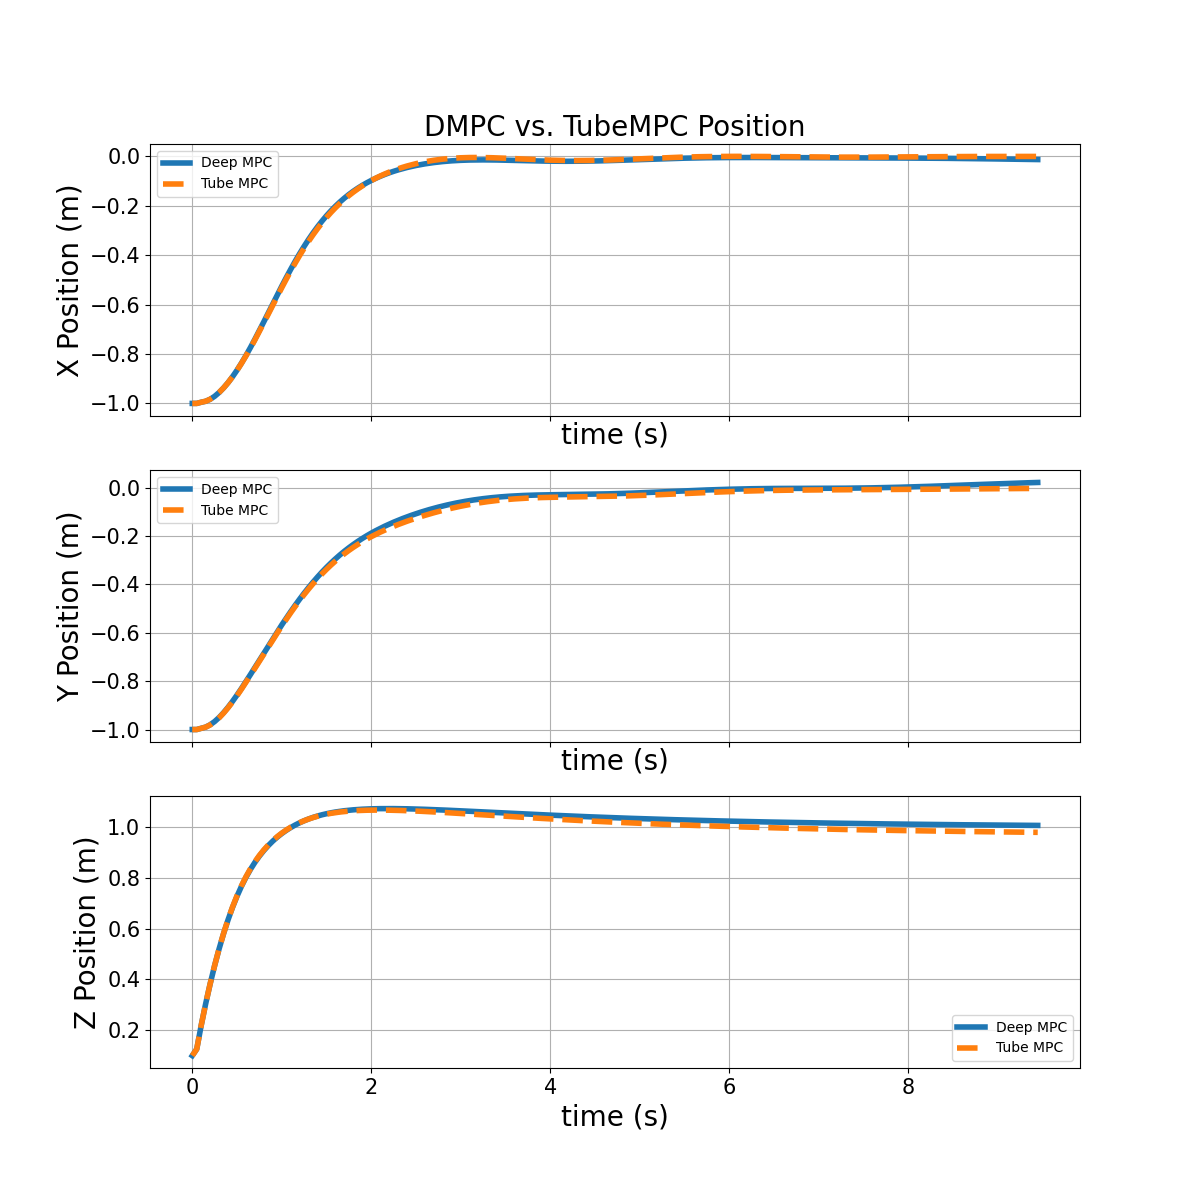 DMPC vs. TubeMPC Position
0.0
−0.2
−0.4
−0.6
−0.8
−1.0
X Position (m)
Deep MPC
Tube MPC
time (s)
0.0
−0.2
−0.4
−0.6
−0.8
−1.0
Y Position (m)
Deep MPC
Tube MPC
time (s)
1.0
0.8
0.6
0.4
0.2
Z Position (m)
Deep MPC
Tube MPC
0 2 4 6 8
time (s)